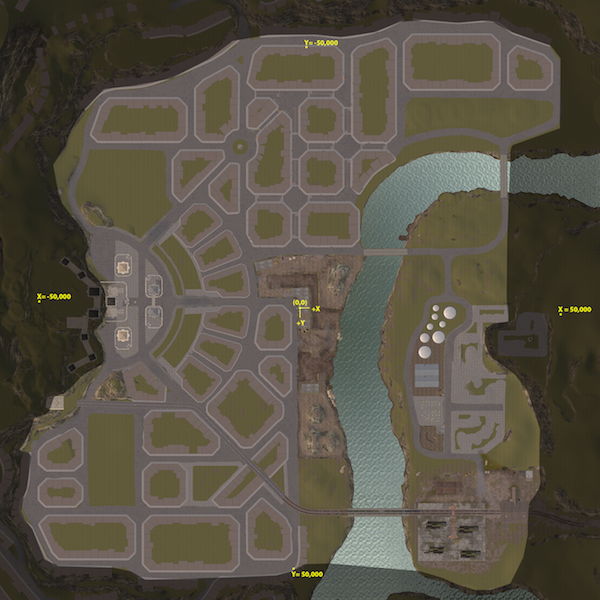 Y= -50,000
X= -50,000
(0,0)
+X
+Y
X = 50,000
Y= 50,000